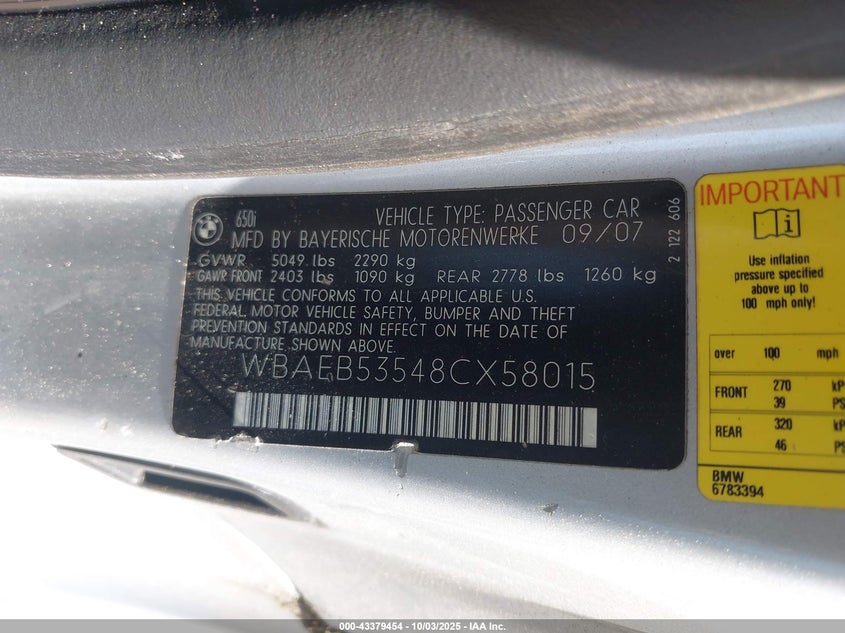 650i
VEHICLE TYPE: PASSENGER CAR
MFD BY BAYERISCHE MOTORENWERKE 09/07
GVWR 5049 lbs 2290 kg
GAWR FRONT 2403 lbs 1090 kg REAR 2778 lbs 1260 kg
THIS VEHICLE CONFORMS TO ALL APPLICABLE U.S.
FEDERAL MOTOR VEHICLE SAFETY, BUMPER AND THEFT
PREVENTION STANDARDS IN EFFECT ON THE DATE OF
MANUFACTURE SHOWN ABOVE.
WBAEB53548CX58015
2 122 606
IMPORTANT
i
Use inflation
pressure specified
above up to
100 mph only!
over 100 mph
FRONT 270 kP
39 PS
REAR 320 kP
46 PS
BMW
6783394
000-43379454 - 10/03/2025 - IAA Inc.